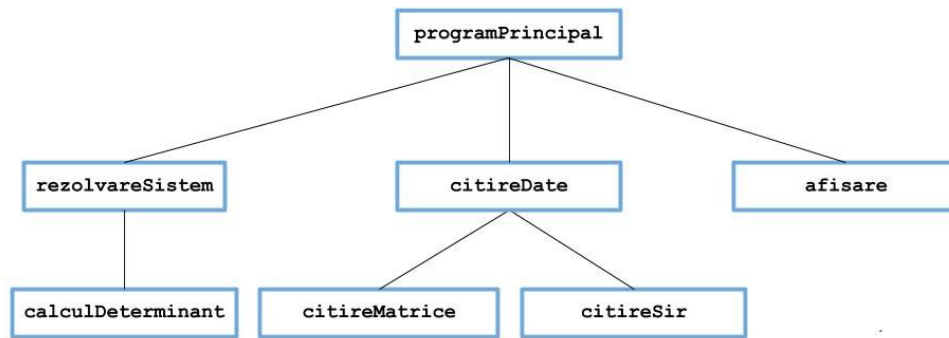 programPrincipal
rezolvareSistem
citireDate
afisare
calculDeterminant
citireMatrice
citireSir